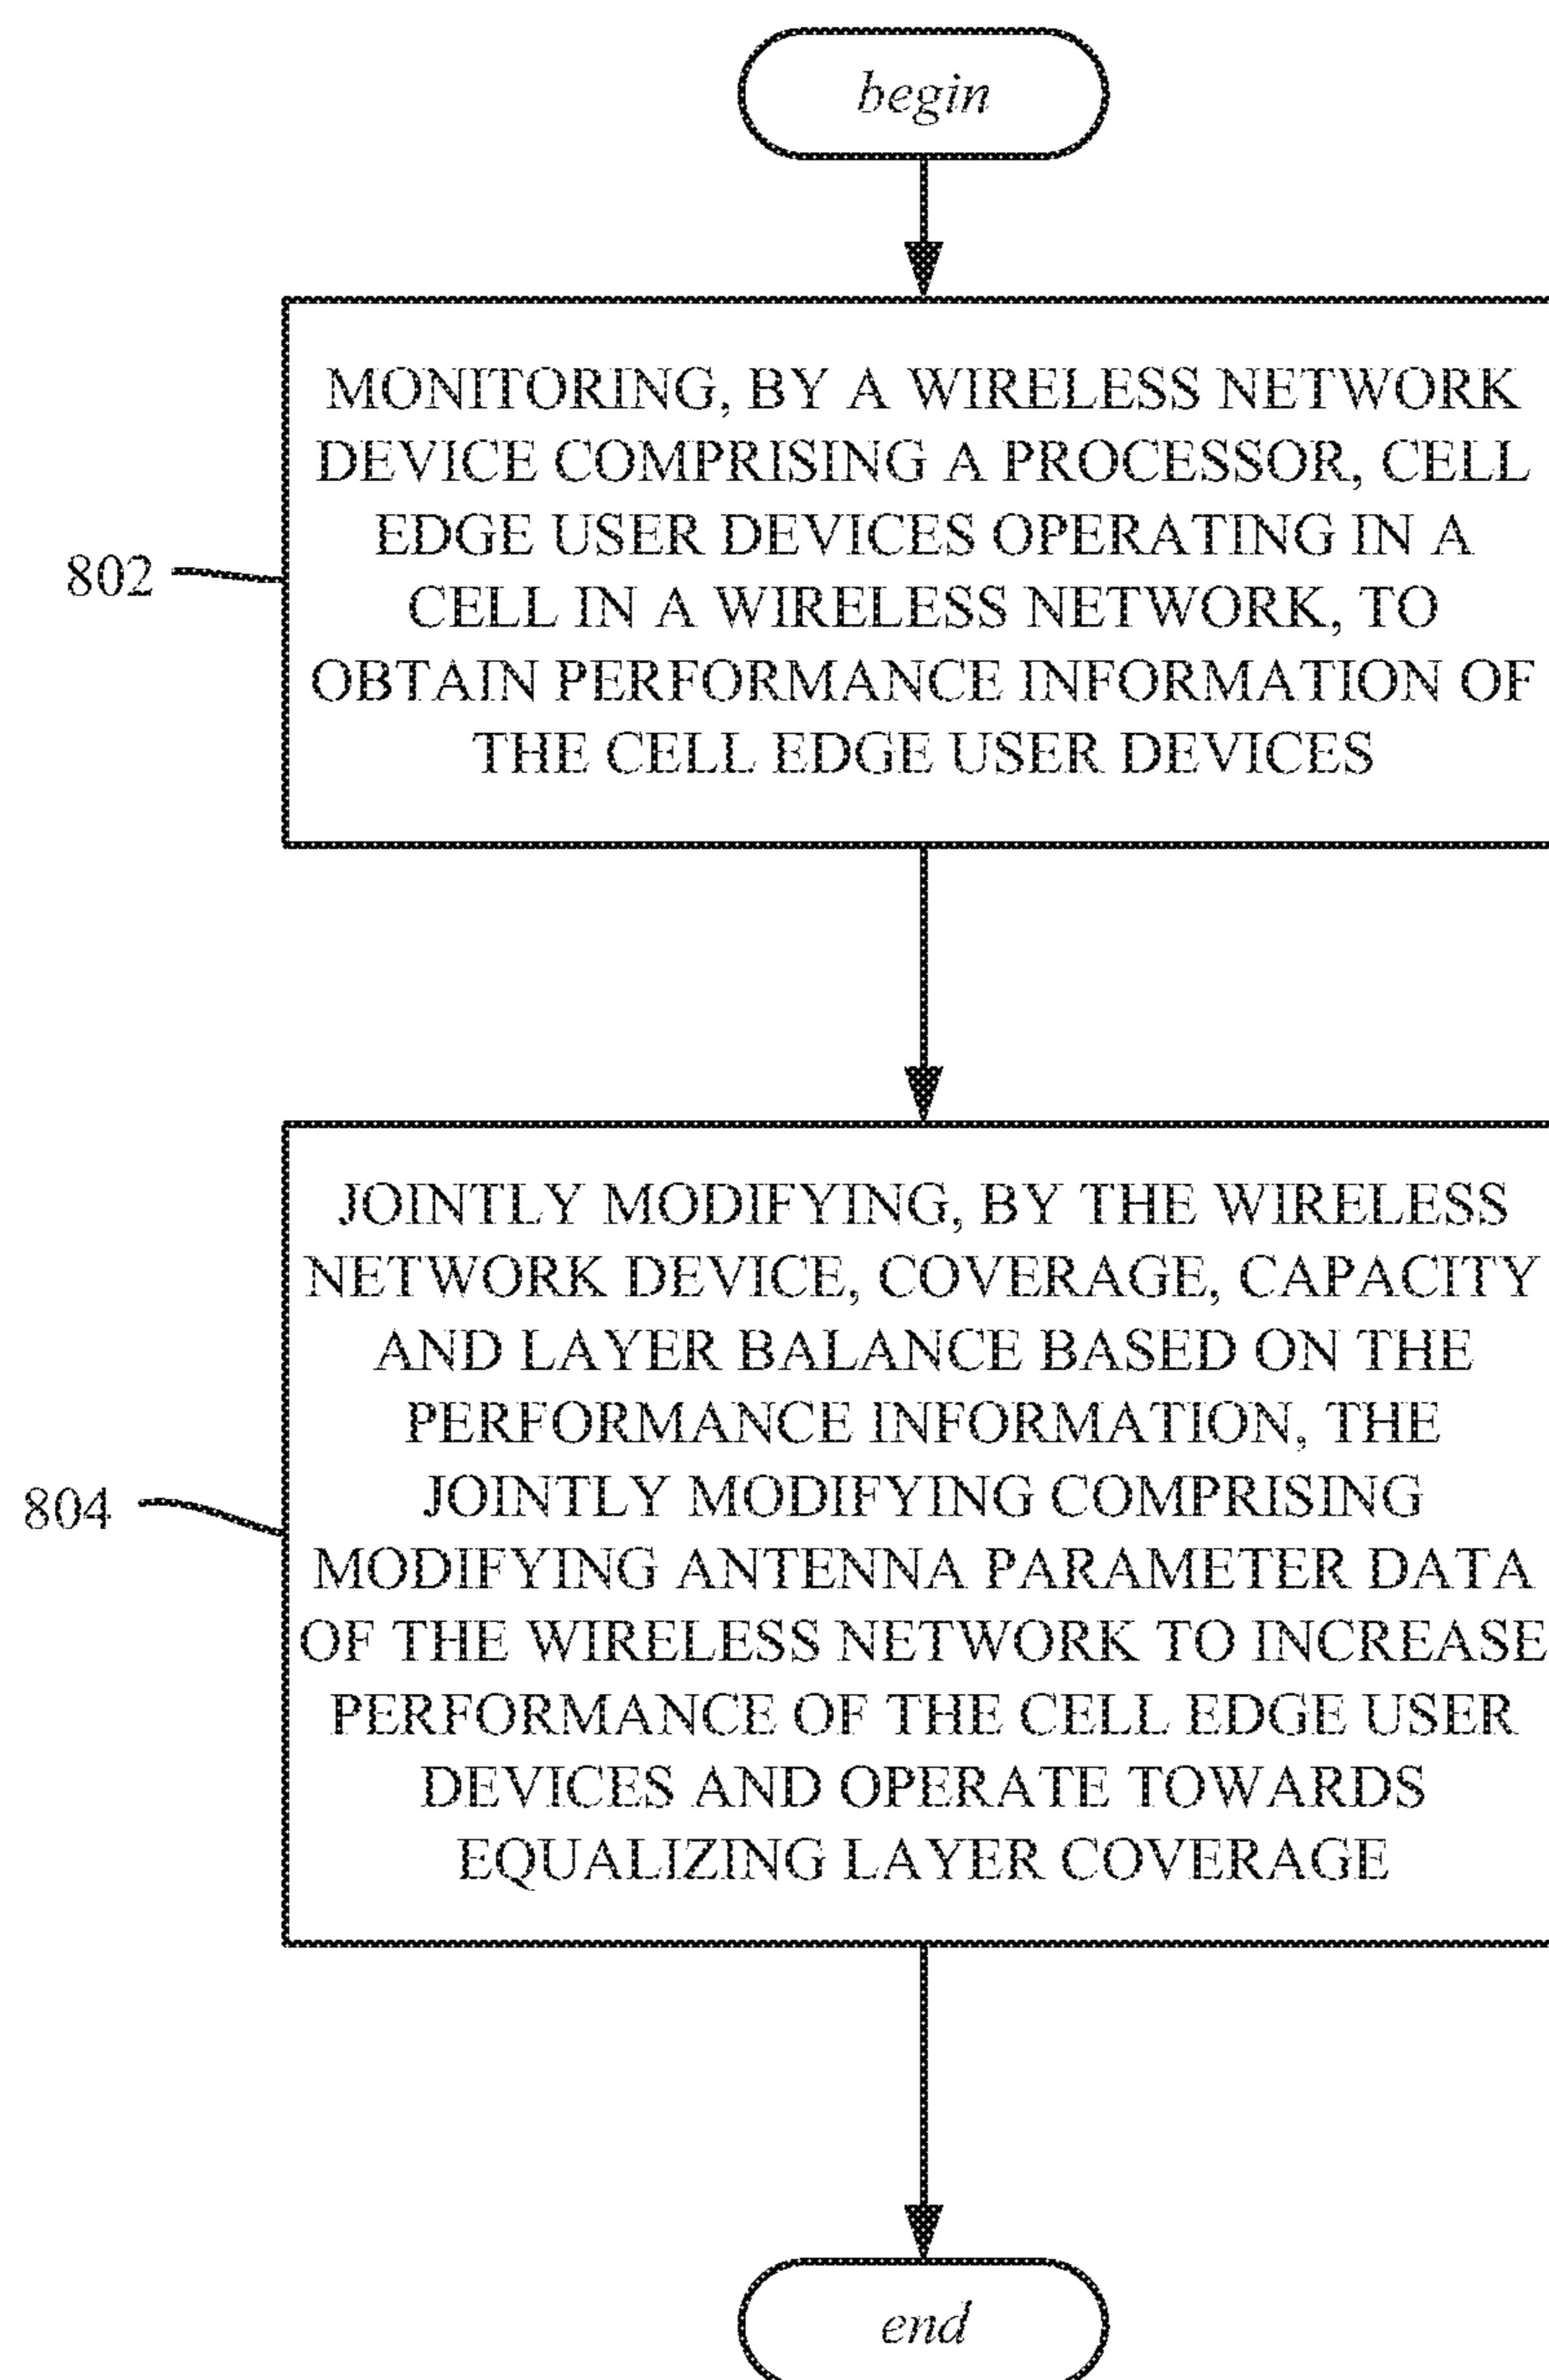 begin
MONITORING, BY A WIRELESS NETWORK
DEVICE COMPRISING A PROCESSOR, CELL
EDGE USER DEVICES OPERATING IN A
CELL IN A WIRELESS NETWORK, TO
OBTAIN PERFORMANCE INFORMATION OF
THE CELL EDGE USER DEVICES
802
JOINTLY MODIFYING, BY THE WIRELESS
NETWORK DEVICE, COVERAGE, CAPACITY
AND LAYER BALANCE BASED ON THE
PERFORMANCE INFORMATION, THE
JOINTLY MODIFYING COMPRISING
MODIFYING ANTENNA PARAMETER DATA
OF THE WIRELESS NETWORK TO INCREASE
PERFORMANCE OF THE CELL EDGE USER
DEVICES AND OPERATE TOWARDS
EQUALIZING LAYER COVERAGE
804
end